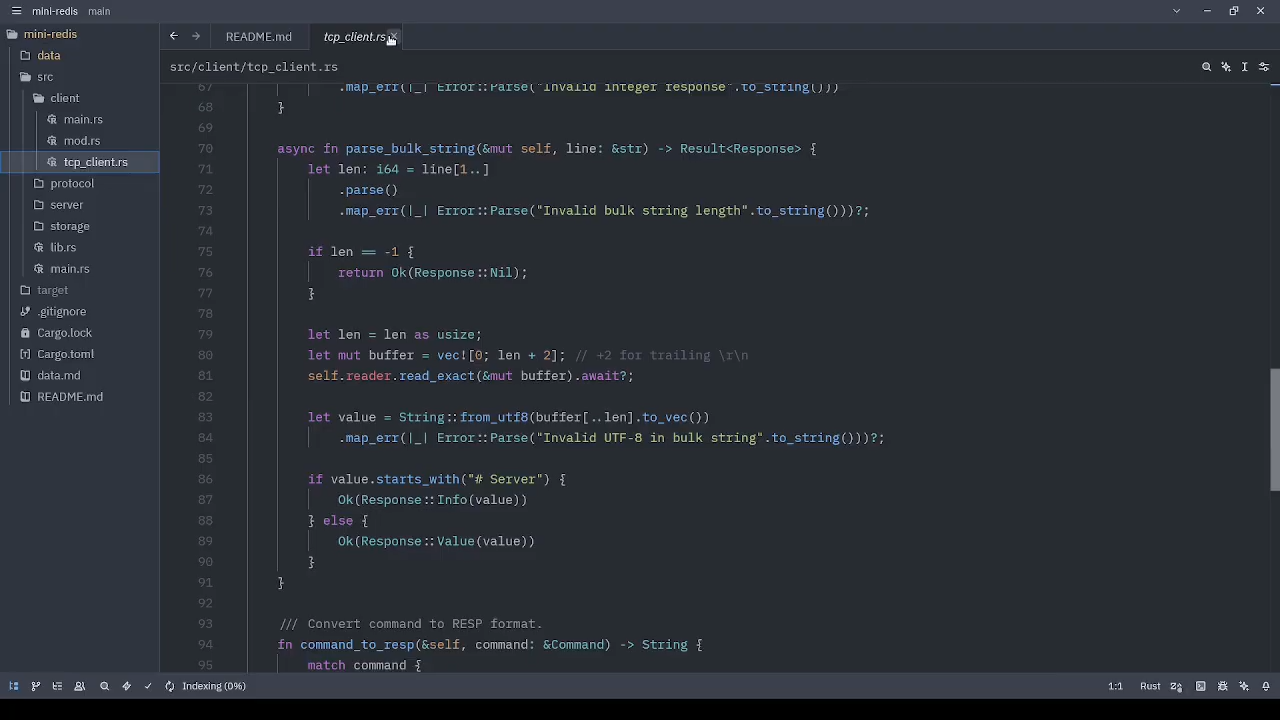 mini-redis main
mini-redis
data
src
client
main.rs
mod.rs
tcp_client.rs
protocol
server
storage
lib.rs
main.rs
target
.gitignore
Cargo.lock
Cargo.toml
data.md
README.md
README.md tcp_client.rs
src/client/tcp_client.rs
67 .map_err(|_| Error::Parse("Invalid integer response".to_string()))
68 }
69
70 async fn parse_bulk_string(&mut self, line: &str) -> Result<Response> {
71 let len: i64 = line[1..]
72 .parse()
73 .map_err(|_| Error::Parse("Invalid bulk string length".to_string()))?;
74
75 if len == -1 {
76 return Ok(Response::Nil);
77 }
78
79 let len = len as usize;
80 let mut buffer = vec![0; len + 2]; // +2 for trailing \r\n
81 self.reader.read_exact(&mut buffer).await?;
82
83 let value = String::from_utf8(buffer[..len].to_vec())
84 .map_err(|_| Error::Parse("Invalid UTF-8 in bulk string".to_string()))?;
85
86 if value.starts_with("# Server") {
87 Ok(Response::Info(value))
88 } else {
89 Ok(Response::Value(value))
90 }
91 }
92
93 /// Convert command to RESP format.
94 fn command_to_resp(&self, command: &Command) -> String {
95 match command {
Indexing (0%) 1:1 Rust